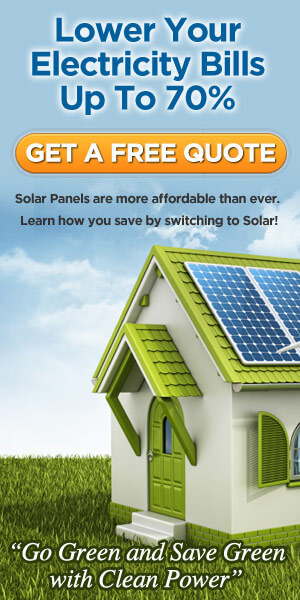 Lower Your
Electricity Bills
Up To 70%
GET A FREE QUOTE
Solar Panels are more affordable than ever.
Learn how you save by switching to Solar!
“Go Green and Save Green
with Clean Power”